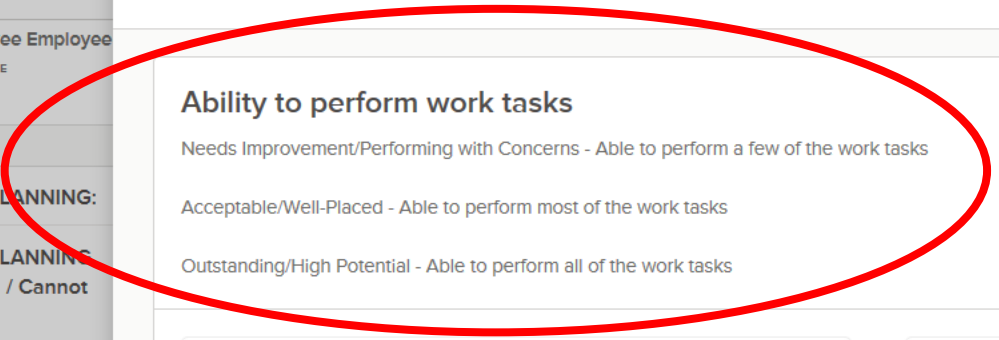 ee Employee
E
Ability to perform work tasks
Needs Improvement/Performing with Concerns - Able to perform a few of the work tasks
LANNING:
Acceptable/Well-Placed - Able to perform most of the work tasks
LANNING
Outstanding/High Potential - Able to perform all of the work tasks
/ Cannot